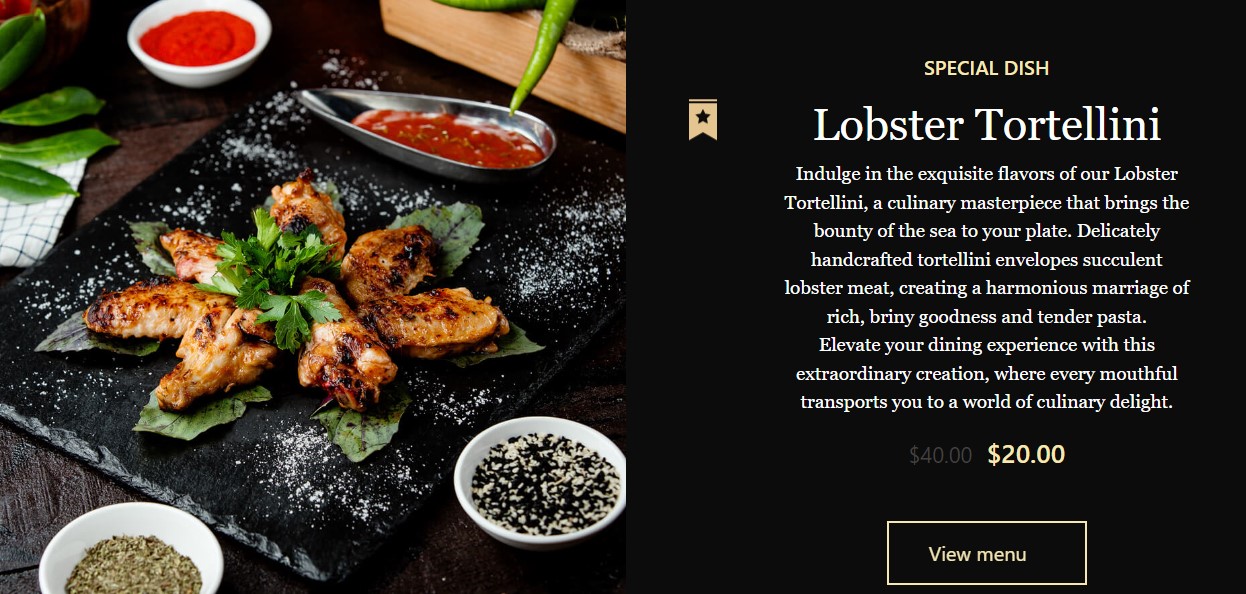 SPECIAL DISH
Lobster Tortellini
Indulge in the exquisite flavors of our Lobster
Tortellini, a culinary masterpiece that brings the
bounty of the sea to your plate. Delicately
handcrafted tortellini envelopes succulent
lobster meat, creating a harmonious marriage of
rich, briny goodness and tender pasta.
Elevate your dining experience with this
extraordinary creation, where every mouthful
transports you to a world of culinary delight.
$40.00 $20.00
View menu